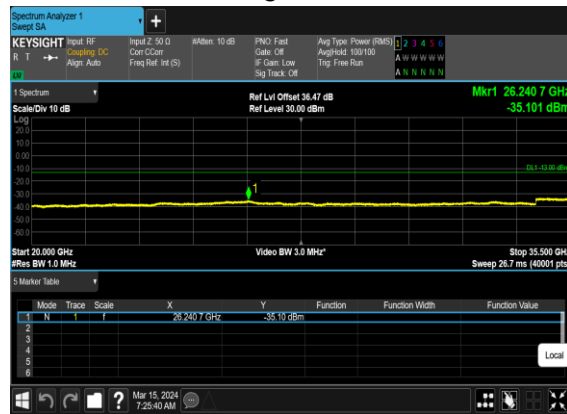 Spectrum Analyzer 1
Swept SA
KEYSIGHT Input: RF Input Z: 50 Ω #Atten: 10 dB PNO: Fast Avg Type: Power (RMS) 1 2 3 4 5 6
R T Coupling: DC Corr CCorr Gate: Off Avg|Hold: 100/100 A W W W W W
Align: Auto Freq Ref: Int (S) IF Gain: Low Trig: Free Run
Sig Track: Off A N N N N N
1 Spectrum Ref Lvl Offset 36.47 dB Mkr1 26.240 7 GHz
Scale/Div 10 dB Ref Level 30.00 dBm -35.101 dBm
Log
20.0
10.0
0.00
-10.0
DL1 -13.00 dBm
-20.0
1
-30.0
-40.0
-50.0
-60.0
Start 20.000 GHz Video BW 3.0 MHz* Stop 35.500 GHz
#Res BW 1.0 MHz Sweep 26.7 ms (40001 pts
5 Marker Table
Mode Trace Scale X Y Function Function Width Function Value
1 N 1 f 26.240 7 GHz -35.10 dBm
2
3
4
5
6
Local
? Mar 15, 2024
7:25:40 AM